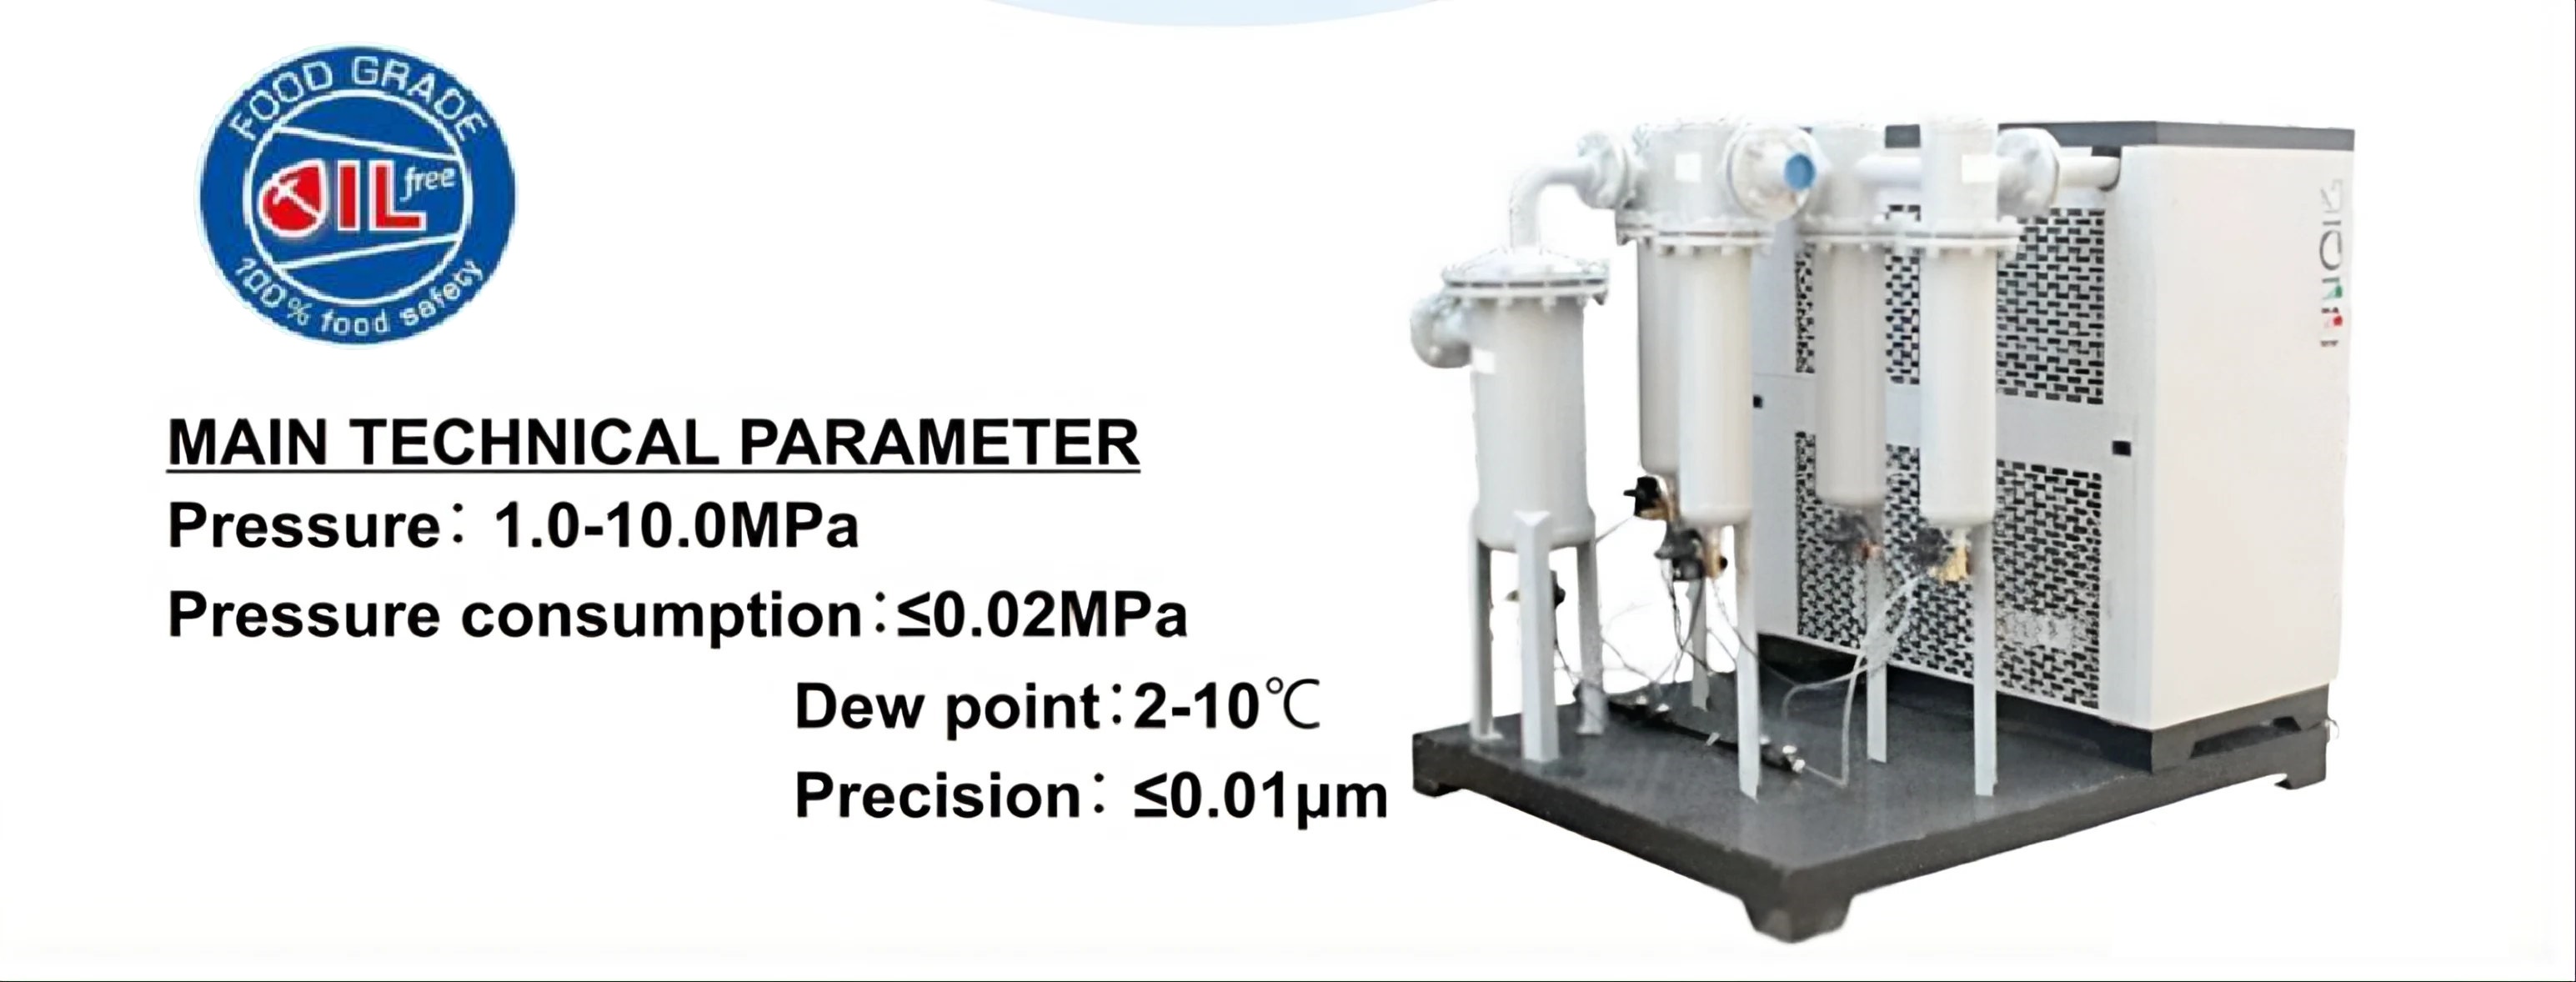 FOOD GRADE
OIL free
100% food safety
MAIN TECHNICAL PARAMETER
Pressure：1.0-10.0MPa
Pressure consumption：≤0.02MPa
Dew point：2-10℃
Precision：≤0.01µm